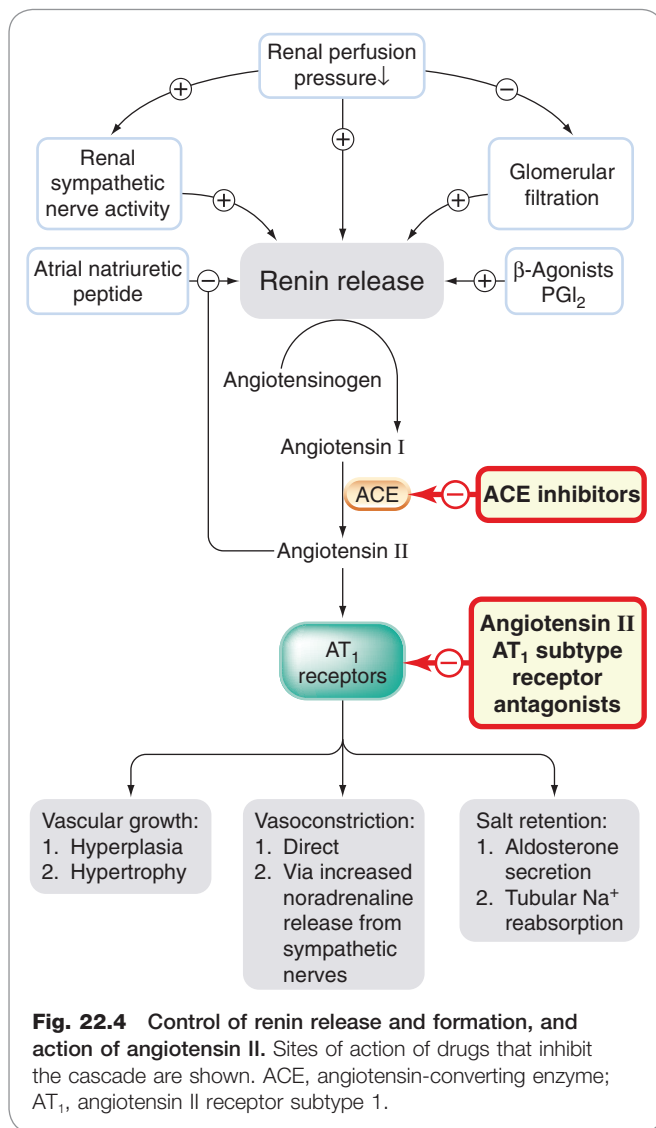 Renal perfusion
pressure↓
+
+
−
Renal
sympathetic
nerve activity
Glomerular
filtration
+
+
Atrial natriuretic
peptide
−
Renin release
+
β-Agonists
PGI₂
Angiotensinogen
Angiotensin I
ACE
−
ACE inhibitors
Angiotensin II
AT₁
receptors
−
Angiotensin II
AT₁ subtype
receptor
antagonists
Vascular growth:
1. Hyperplasia
2. Hypertrophy
Vasoconstriction:
1. Direct
2. Via increased
noradrenaline
release from
sympathetic
nerves
Salt retention:
1. Aldosterone
secretion
2. Tubular Na⁺
reabsorption
Fig. 22.4 Control of renin release and formation, and
action of angiotensin II. Sites of action of drugs that inhibit
the cascade are shown. ACE, angiotensin-converting enzyme;
AT₁, angiotensin II receptor subtype 1.